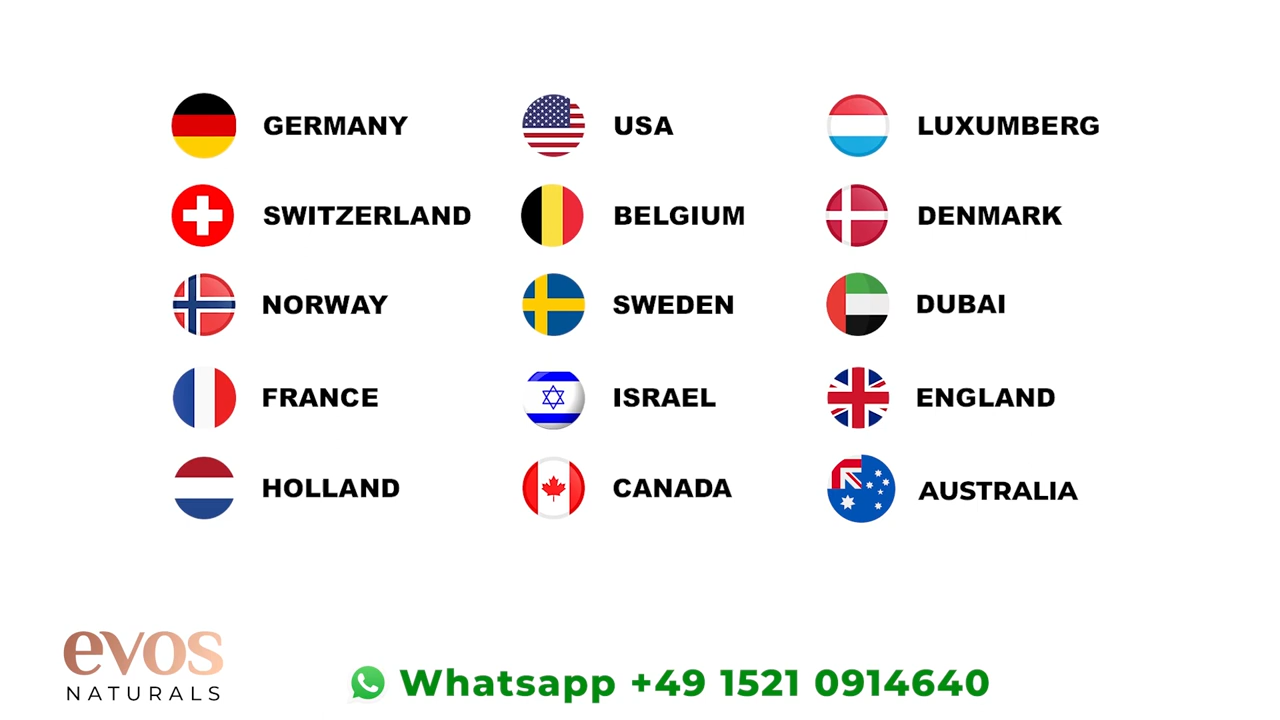 GERMANY USA LUXUMBERG
SWITZERLAND BELGIUM DENMARK
NORWAY SWEDEN DUBAI
FRANCE ISRAEL ENGLAND
HOLLAND CANADA AUSTRALIA
evos
NATURALS
Whatsapp +49 1521 0914640